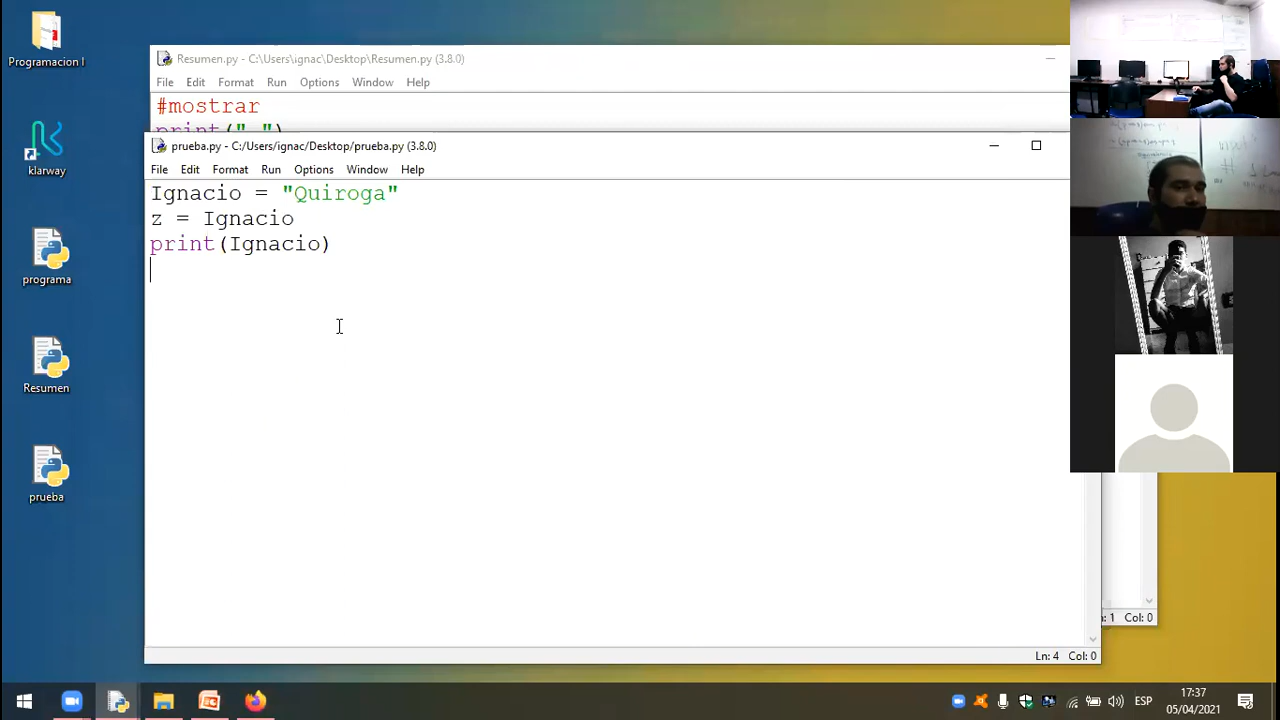 Programacion I
klarway
programa
Resumen
prueba
Resumen.py - C:\Users\ignac\Desktop\Resumen.py (3.8.0)
File Edit Format Run Options Window Help
#mostrar
print(" ")
prueba.py - C:/Users/ignac/Desktop/prueba.py (3.8.0)
File Edit Format Run Options Window Help
Ignacio = "Quiroga"
z = Ignacio
print(Ignacio)
Ln: 4 Col: 0
: 1 Col: 0
ESP
17:37
05/04/2021